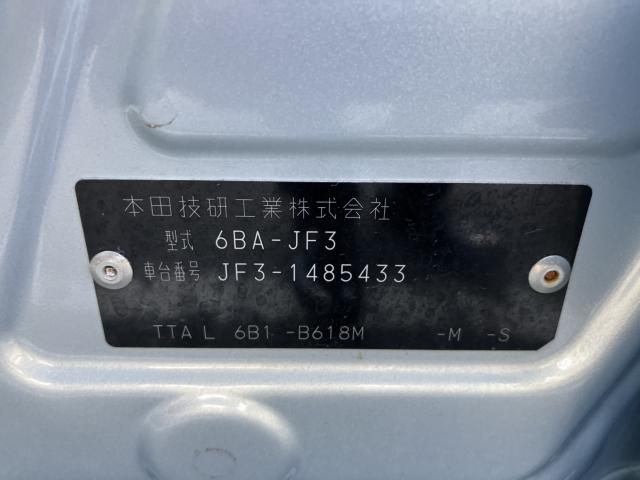 本田技研工業株式会社
型式 6BA-JF3
車台番号 JF3-1485433
TTA L 6B1 -B618M -M -S